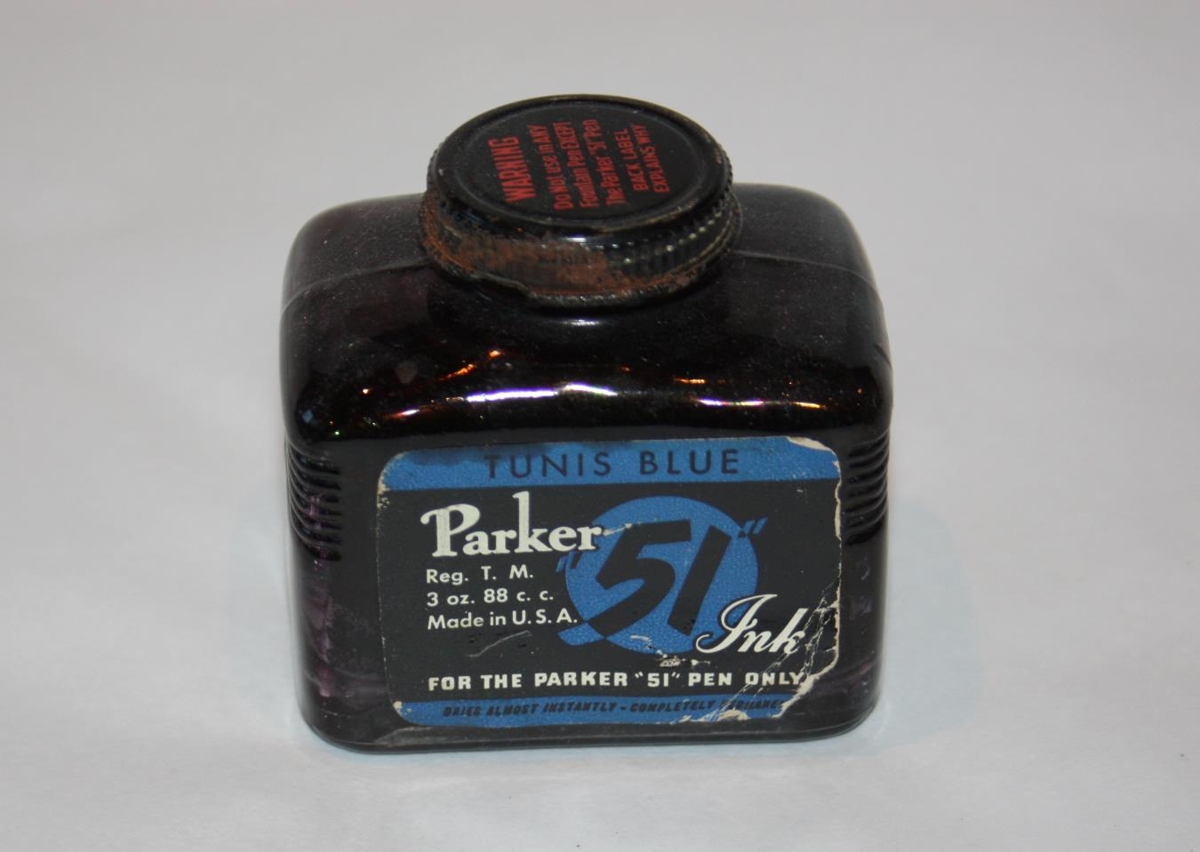 WARNING
Do Not use in ANY
Fountain Pen EXCEPT
The Parker "51" Pen
BACK LABEL
EXPLAINS WHY
TUNIS BLUE
Parker "51"
Reg. T. M.
3 oz. 88 c. c.
Made in U. S. A.
Ink
FOR THE PARKER "51" PEN ONLY
DRIES ALMOST INSTANTLY - COMPLETELY